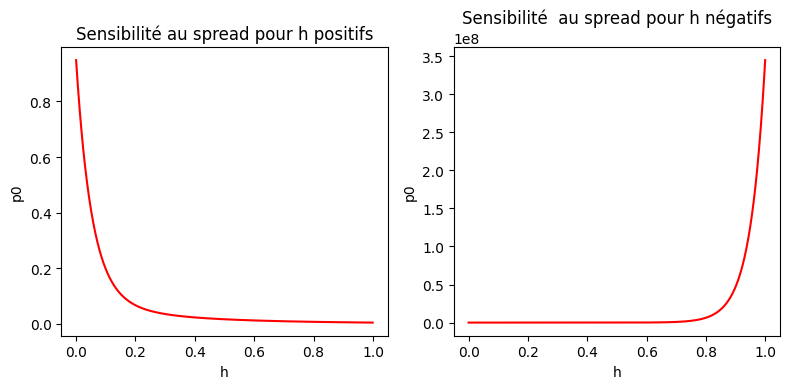 Sensibilité au spread pour h positifs
0.8
0.6
0.4
0.2
0.0
p0
0.0 0.2 0.4 0.6 0.8 1.0
h
Sensibilité  au spread pour h négatifs
1e8
3.5
3.0
2.5
2.0
1.5
1.0
0.5
0.0
p0
0.0 0.2 0.4 0.6 0.8 1.0
h